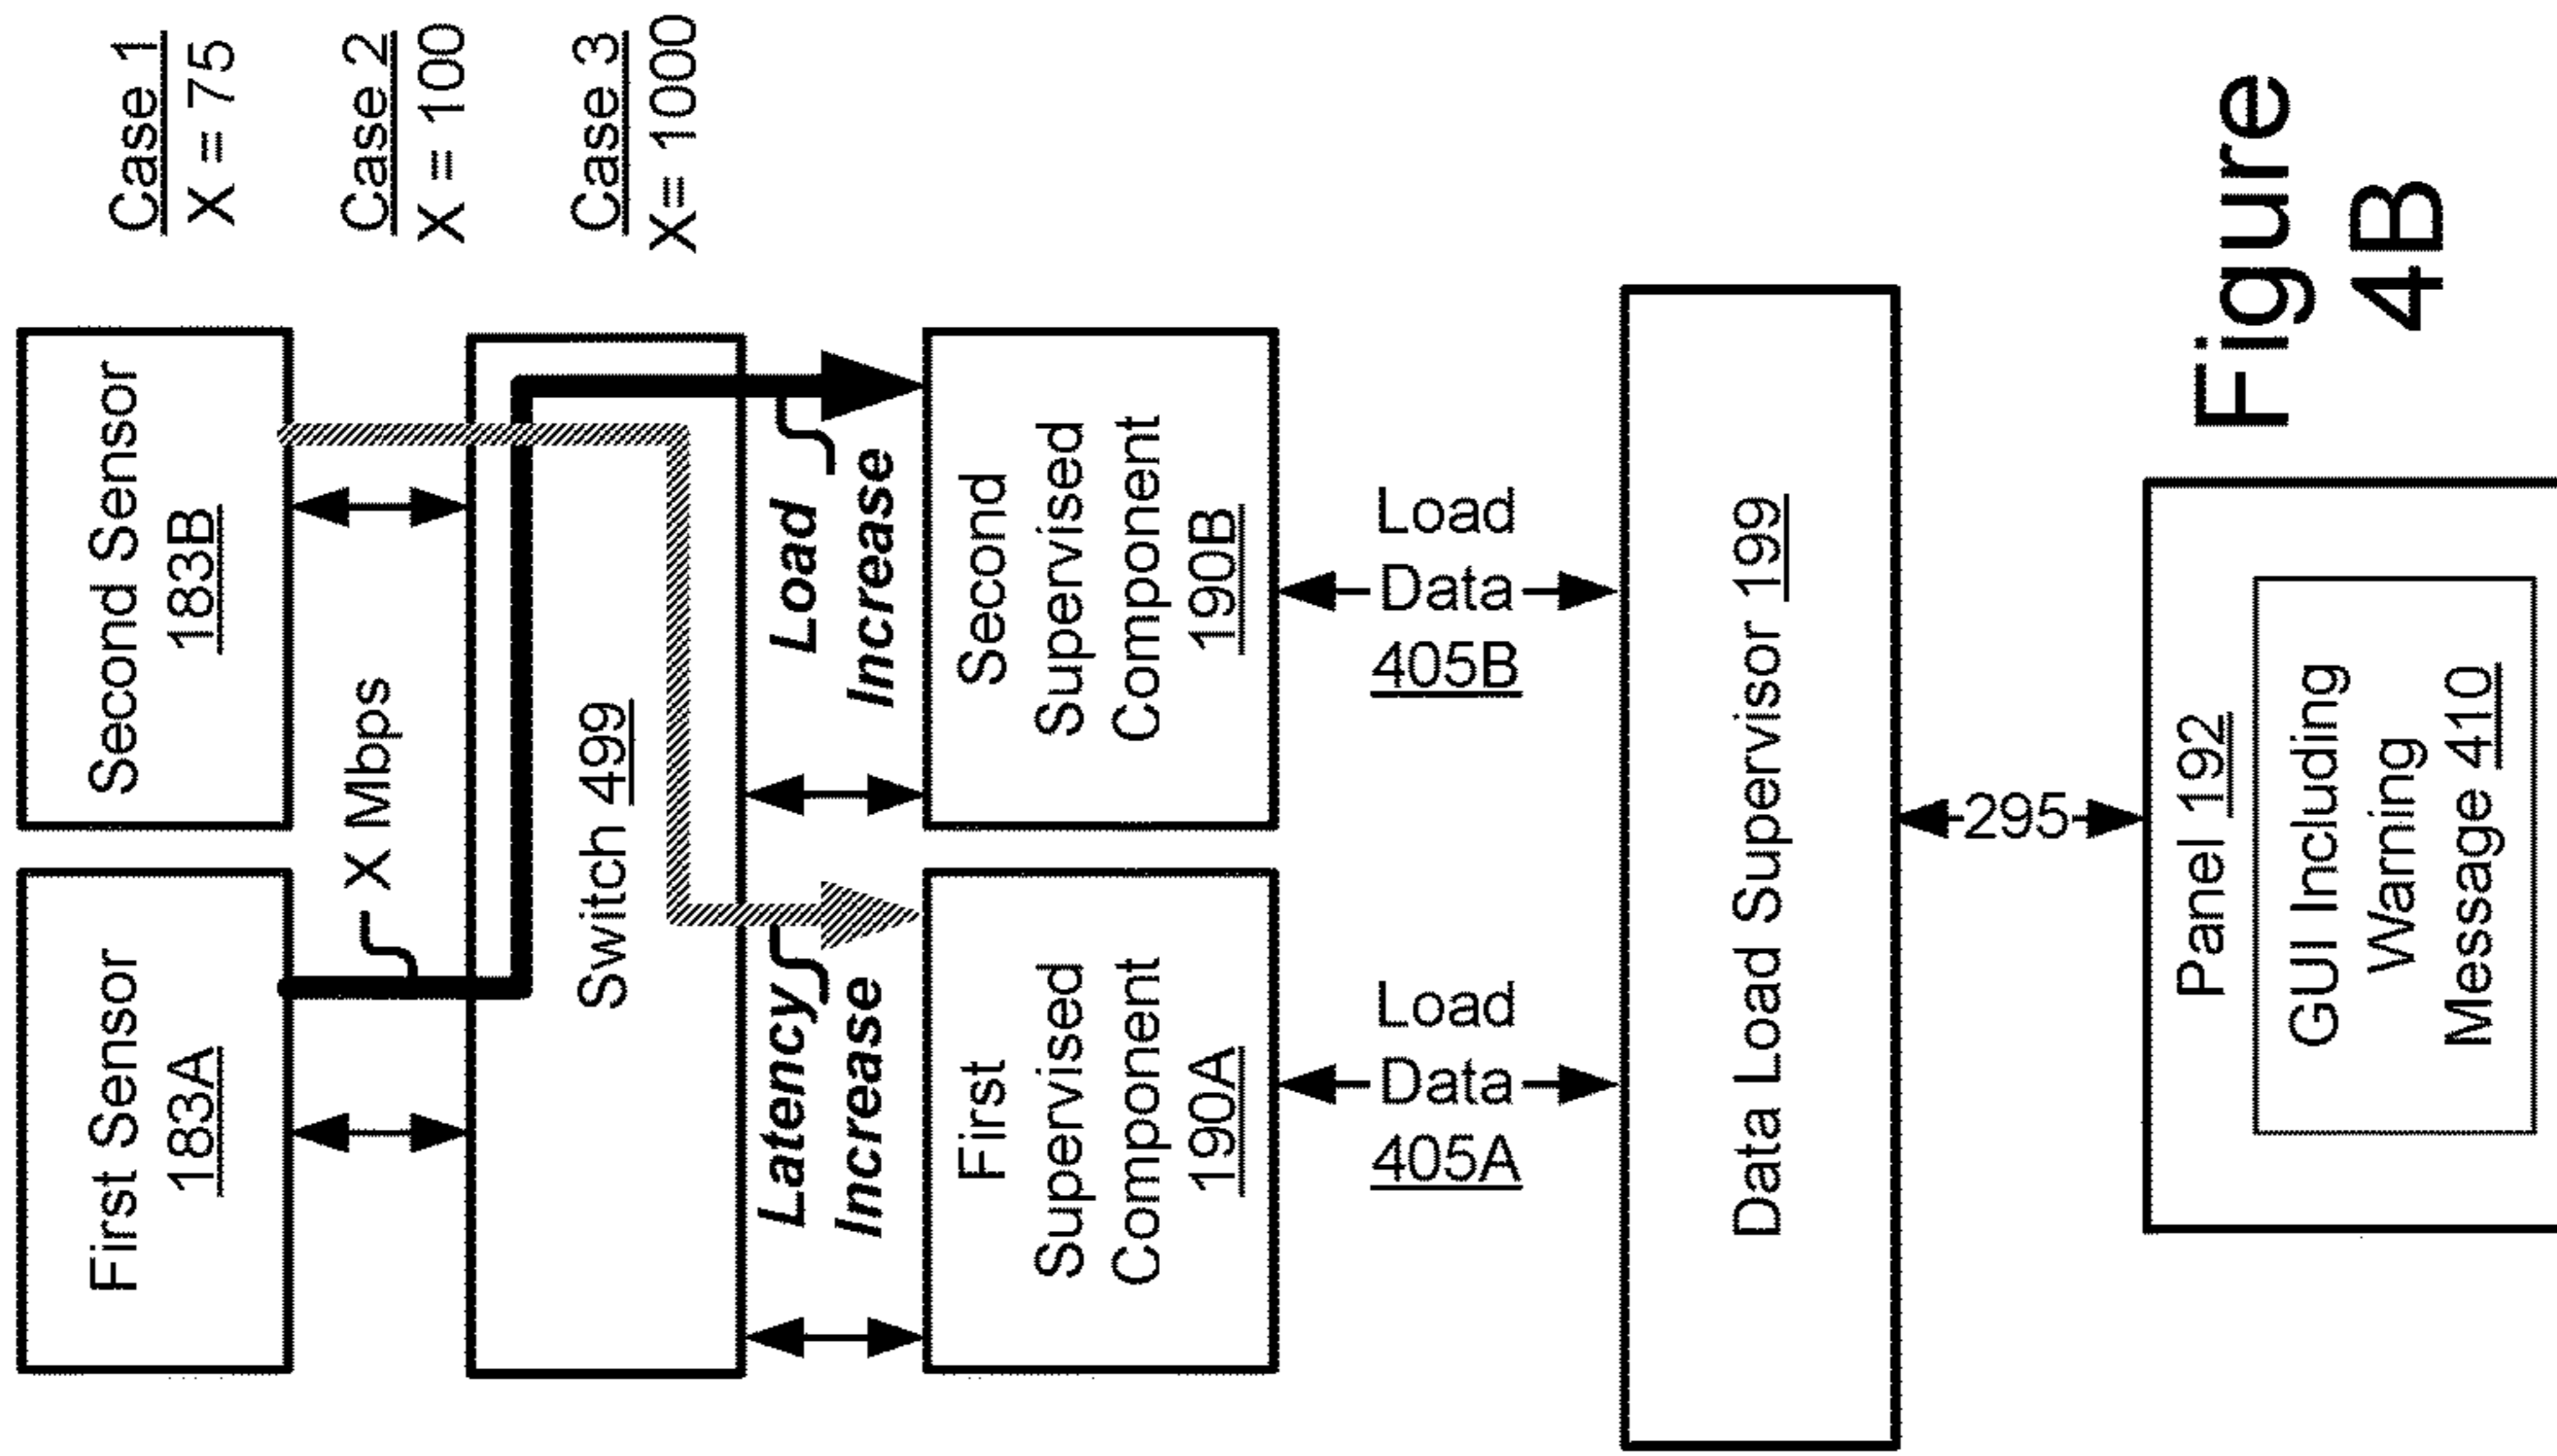 First Sensor
183A
Second Sensor
183B
Case 1
X = 75
X Mbps
Case 2
X = 100
Switch 499
Case 3
X= 1000
Latency
Increase
Load
Increase
First
Supervised
Component
190A
Second
Supervised
Component
190B
Load
Data
405A
Load
Data
405B
Data Load Supervisor 199
295
Panel 192
GUI Including
Warning
Message 410
Figure
4B